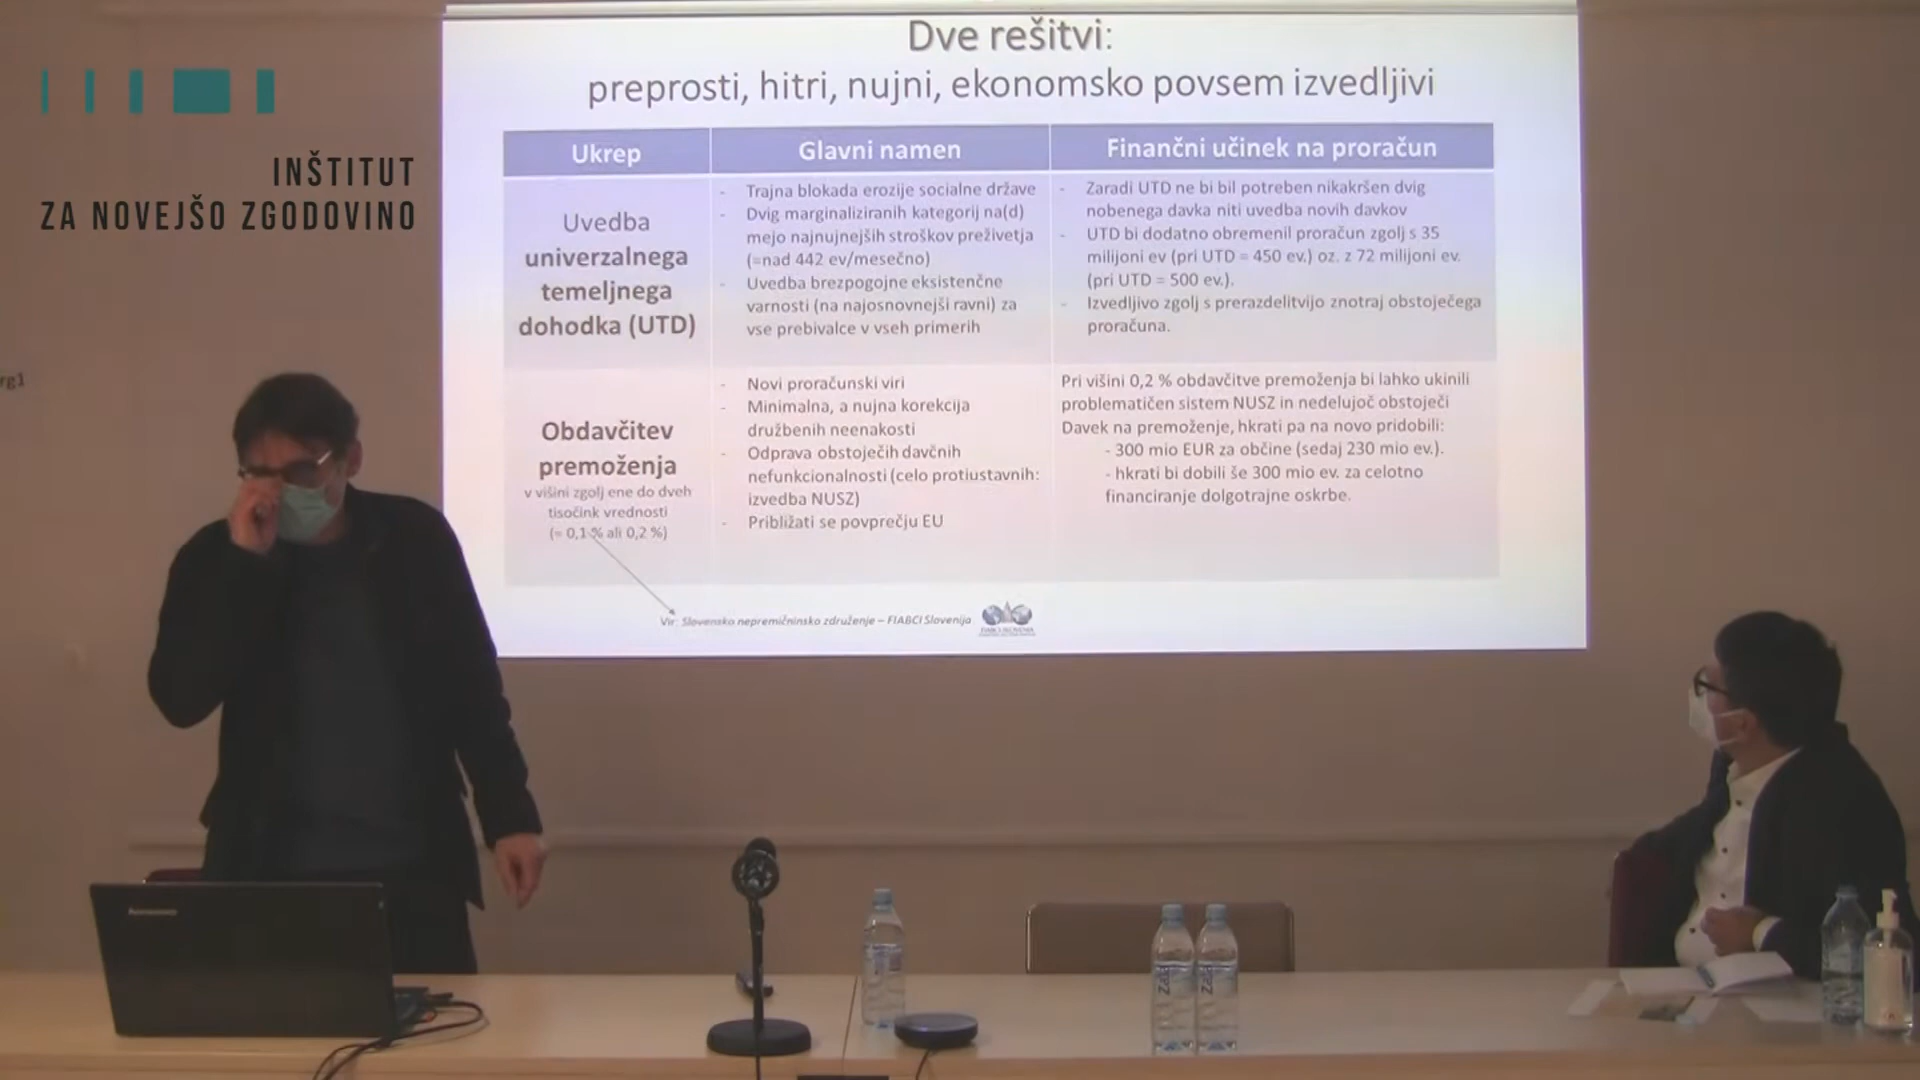 INŠTITUT
ZA NOVEJŠO ZGODOVINO
rg1
Dve rešitvi:
preprosti, hitri, nujni, ekonomsko povsem izvedljivi
Ukrep
Glavni namen
Finančni učinek na proračun
Uvedba
univerzalnega
temeljnega
dohodka (UTD)
- Trajna blokada erozije socialne države
- Dvig marginaliziranih kategorij na(d)
mejo najnujnejših stroškov preživetja
(=nad 442 ev/mesečno)
- Uvedba brezpogojne eksistenčne
varnosti (na najosnovnejši ravni) za
vse prebivalce v vseh primerih
- Zaradi UTD ne bi bil potreben nikakršen dvig
nobenega davka niti uvedba novih davkov
- UTD bi dodatno obremenil proračun zgolj s 35
milijoni ev (pri UTD = 450 ev.) oz. z 72 milijoni ev.
(pri UTD = 500 ev.).
- Izvedljivo zgolj s prerazdelitvijo znotraj obstoječega
proračuna.
Obdavčitev
premoženja
v višini zgolj ene do dveh
tisočink vrednosti
(= 0,1 % ali 0,2 %)
- Novi proračunski viri
- Minimalna, a nujna korekcija
družbenih neenakosti
- Odprava obstoječih davčnih
nefunkcionalnosti (celo protiustavnih:
izvedba NUSZ)
- Približati se povprečju EU
Pri višini 0,2 % obdavčitve premoženja bi lahko ukinili
problematičen sistem NUSZ in nedelujoč obstoječi
Davek na premoženje, hkrati pa na novo pridobili:
- 300 mio EUR za občine (sedaj 230 mio ev.).
- hkrati bi dobili še 300 mio ev. za celotno
financiranje dolgotrajne oskrbe.
Vir: Slovensko nepremičninsko združenje – FIABCI Slovenija
lenovo
Za
Za